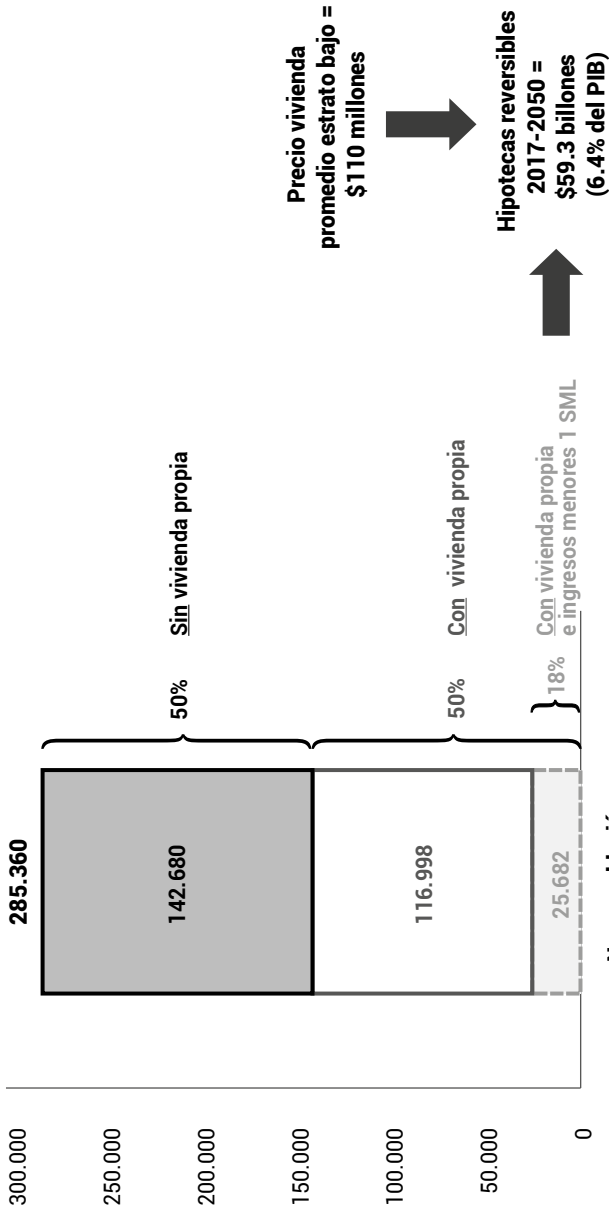 300.000
250.000
200.000
150.000
100.000
50.000
0
285.360
142.680
116.998
25.682
50%
Sin vivienda propia
50%
Con vivienda propia
18%
Con vivienda propia
e ingresos menores 1 SML
Precio vivienda
promedio estrato bajo =
$110 millones
Hipotecas reversibles
2017-2050 =
$59.3 billones
(6.4% del PIB)